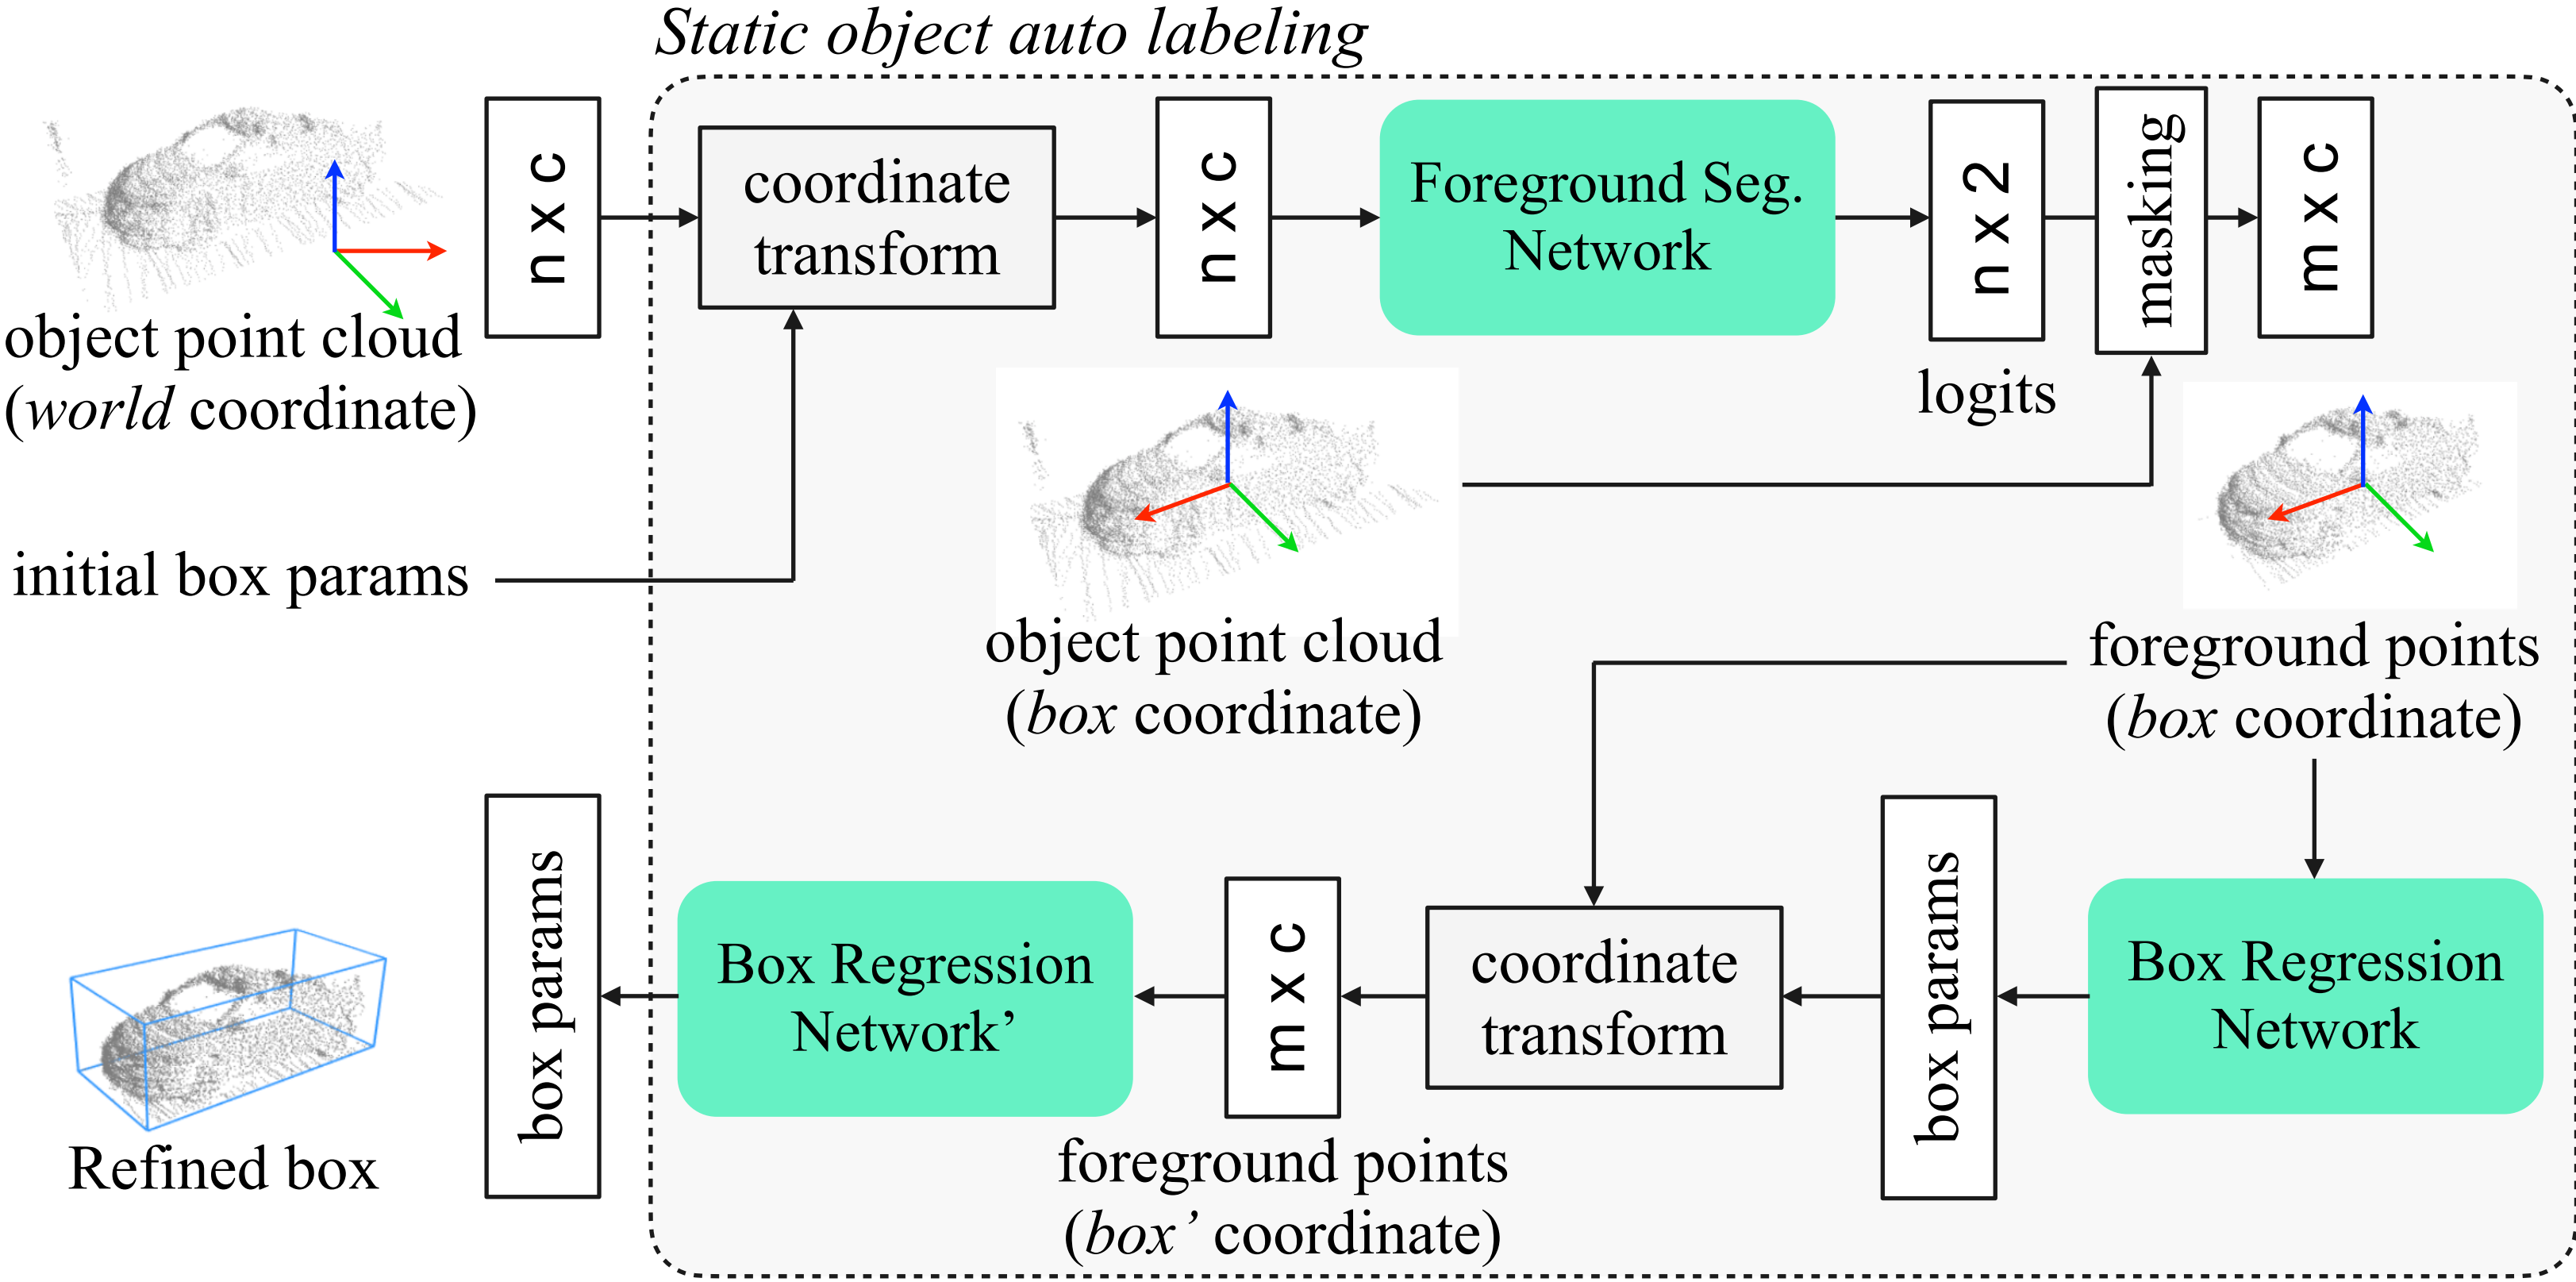 Static object auto labeling
n x c
coordinate
transform
n x c
Foreground Seg.
Network
n x 2
logits
masking
m x c
object point cloud
(world coordinate)
initial box params
object point cloud
(box coordinate)
foreground points
(box coordinate)
Box Regression
Network
box params
coordinate
transform
m x c
foreground points
(box’ coordinate)
Box Regression
Network’
box params
Refined box